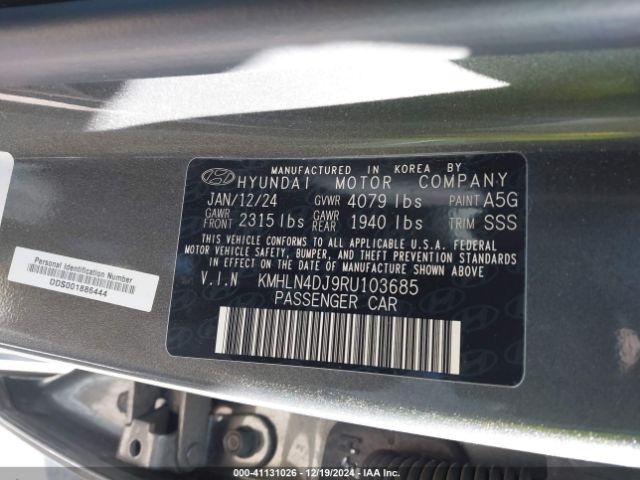 MANUFACTURED IN KOREA BY
HYUNDAI MOTOR COMPANY
JAN/12/24 GVWR 4079 lbs PAINT A5G
GAWR FRONT 2315 lbs GAWR REAR 1940 lbs TRIM SSS
THIS VEHICLE CONFORMS TO ALL APPLICABLE U.S.A. FEDERAL
MOTOR VEHICLE SAFETY, BUMPER, AND THEFT PREVENTION
STANDARDS IN EFFECT ON THE DATE OF MANUFACTURE SHOWN ABOVE.
V.I.N KMHLN4DJ9RU103685
PASSENGER CAR
Personal Identification Number
DDS001886444
000-41131026 - 12/19/2024 - IAA Inc.